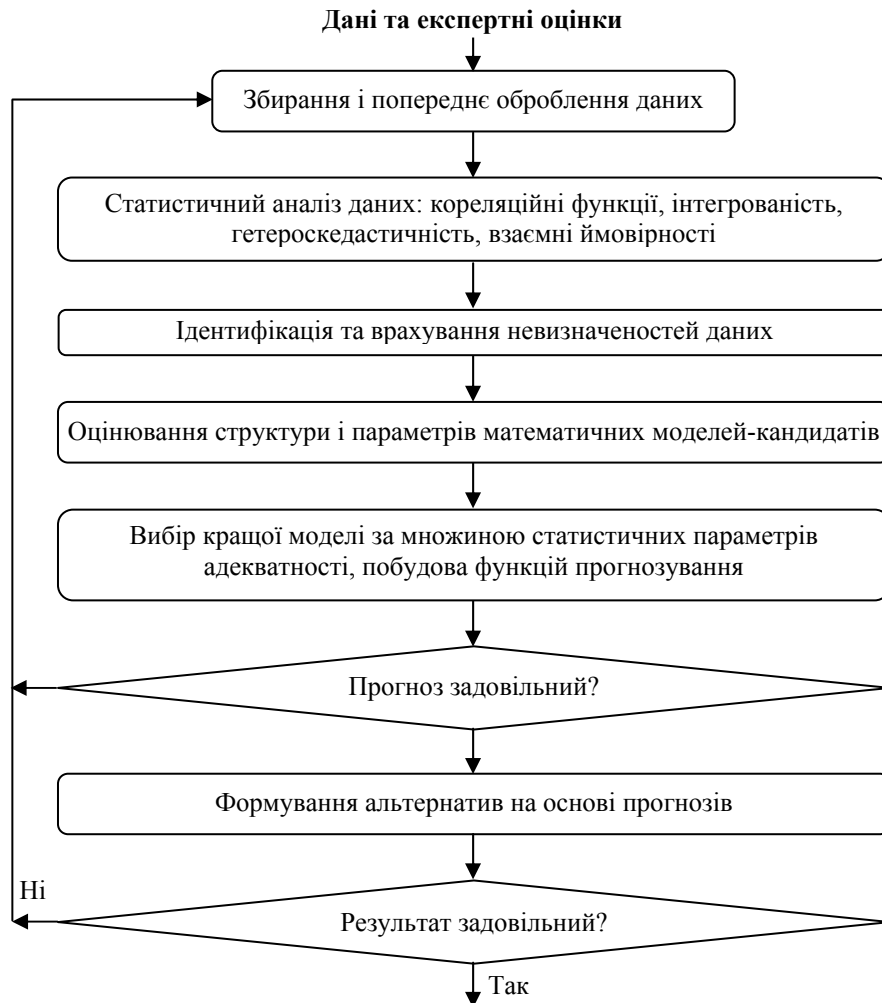 Дані та експертні оцінки
Збирання і попереднє оброблення даних
Статистичний аналіз даних: кореляційні функції, інтегрованість,
гетероскедастичність, взаємні ймовірності
Ідентифікація та врахування невизначеностей даних
Оцінювання структури і параметрів математичних моделей-кандидатів
Вибір кращої моделі за множиною статистичних параметрів
адекватності, побудова функцій прогнозування
Прогноз задовільний?
Формування альтернатив на основі прогнозів
Ні
Результат задовільний?
Так